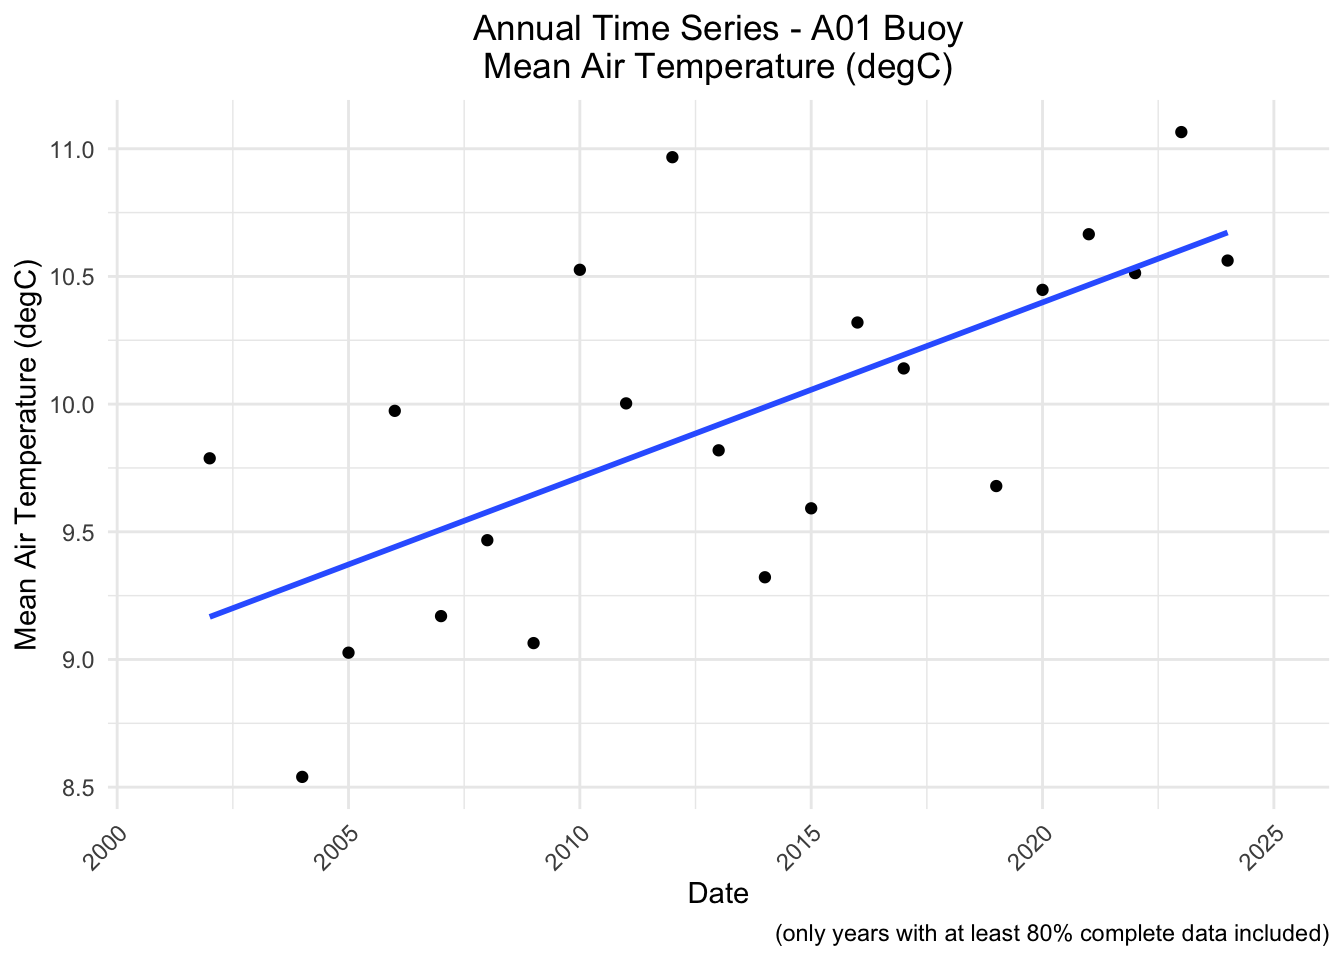 Annual Time Series - A01 Buoy
Mean Air Temperature (degC)
Mean Air Temperature (degC)
11.0
10.5
10.0
9.5
9.0
8.5
2000
2005
2010
2015
2020
2025
Date
(only years with at least 80% complete data included)